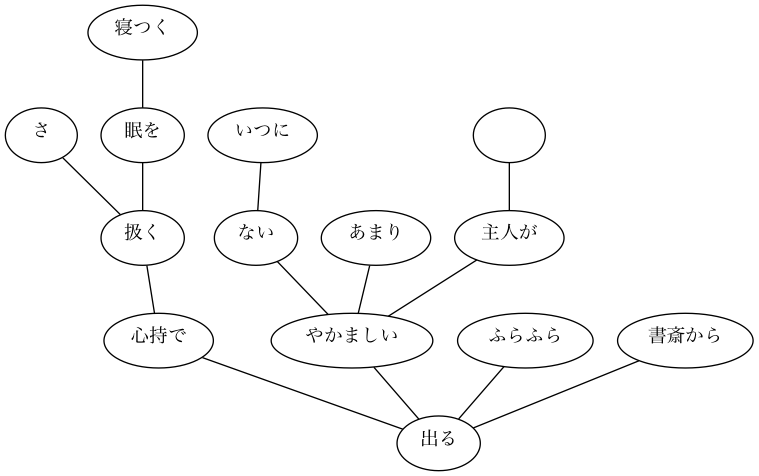 寝つく
さ
眠を
いつに
扱く
ない
あまり
主人が
心持で
やかましい
ふらふら
書斎から
出る